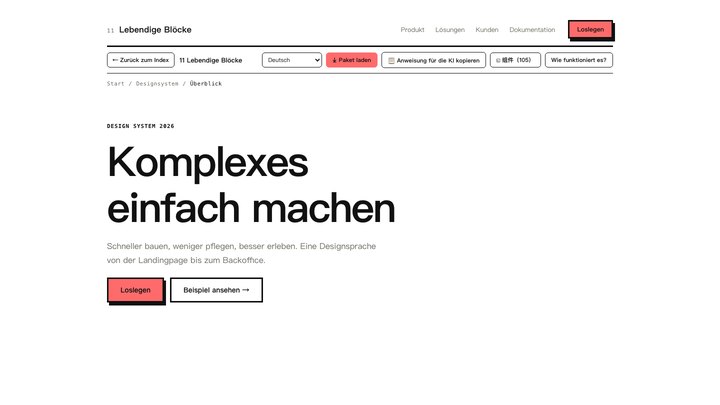 11 Lebendige Blöcke
Produkt Lösungen Kunden Dokumentation Loslegen
← Zurück zum Index 11 Lebendige Blöcke Deutsch ⤓ Paket laden 📋 Anweisung für die KI kopieren 组件 (105) Wie funktioniert es?
Start / Designsystem / Überblick
DESIGN SYSTEM 2026
Komplexes
einfach machen
Schneller bauen, weniger pflegen, besser erleben. Eine Designsprache
von der Landingpage bis zum Backoffice.
Loslegen Beispiel ansehen →